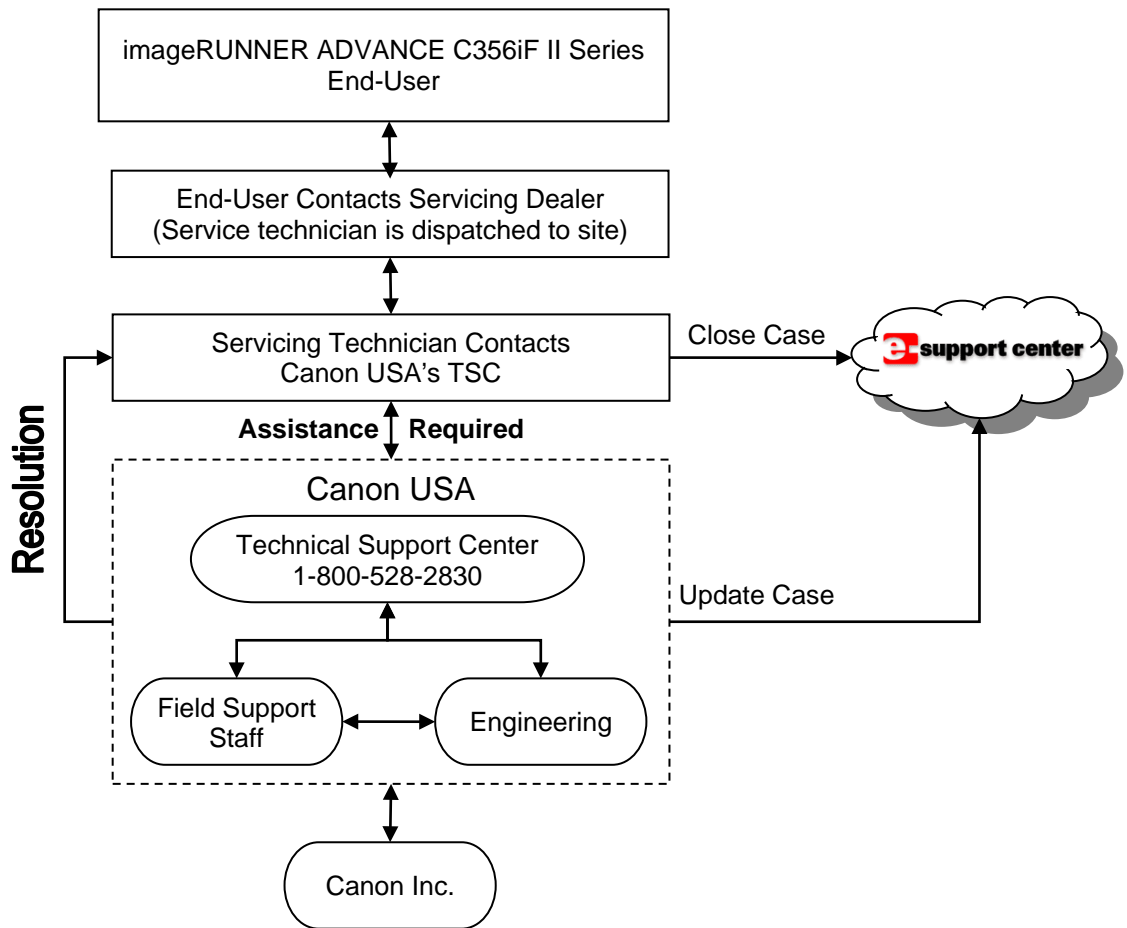 imageRUNNER ADVANCE C356iF II Series
End-User
End-User Contacts Servicing Dealer
(Service technician is dispatched to site)
Servicing Technician Contacts
Canon USA's TSC
Close Case
e-support center
Assistance Required
Resolution
Canon USA
Technical Support Center
1-800-528-2830
Update Case
Field Support
Staff
Engineering
Canon Inc.